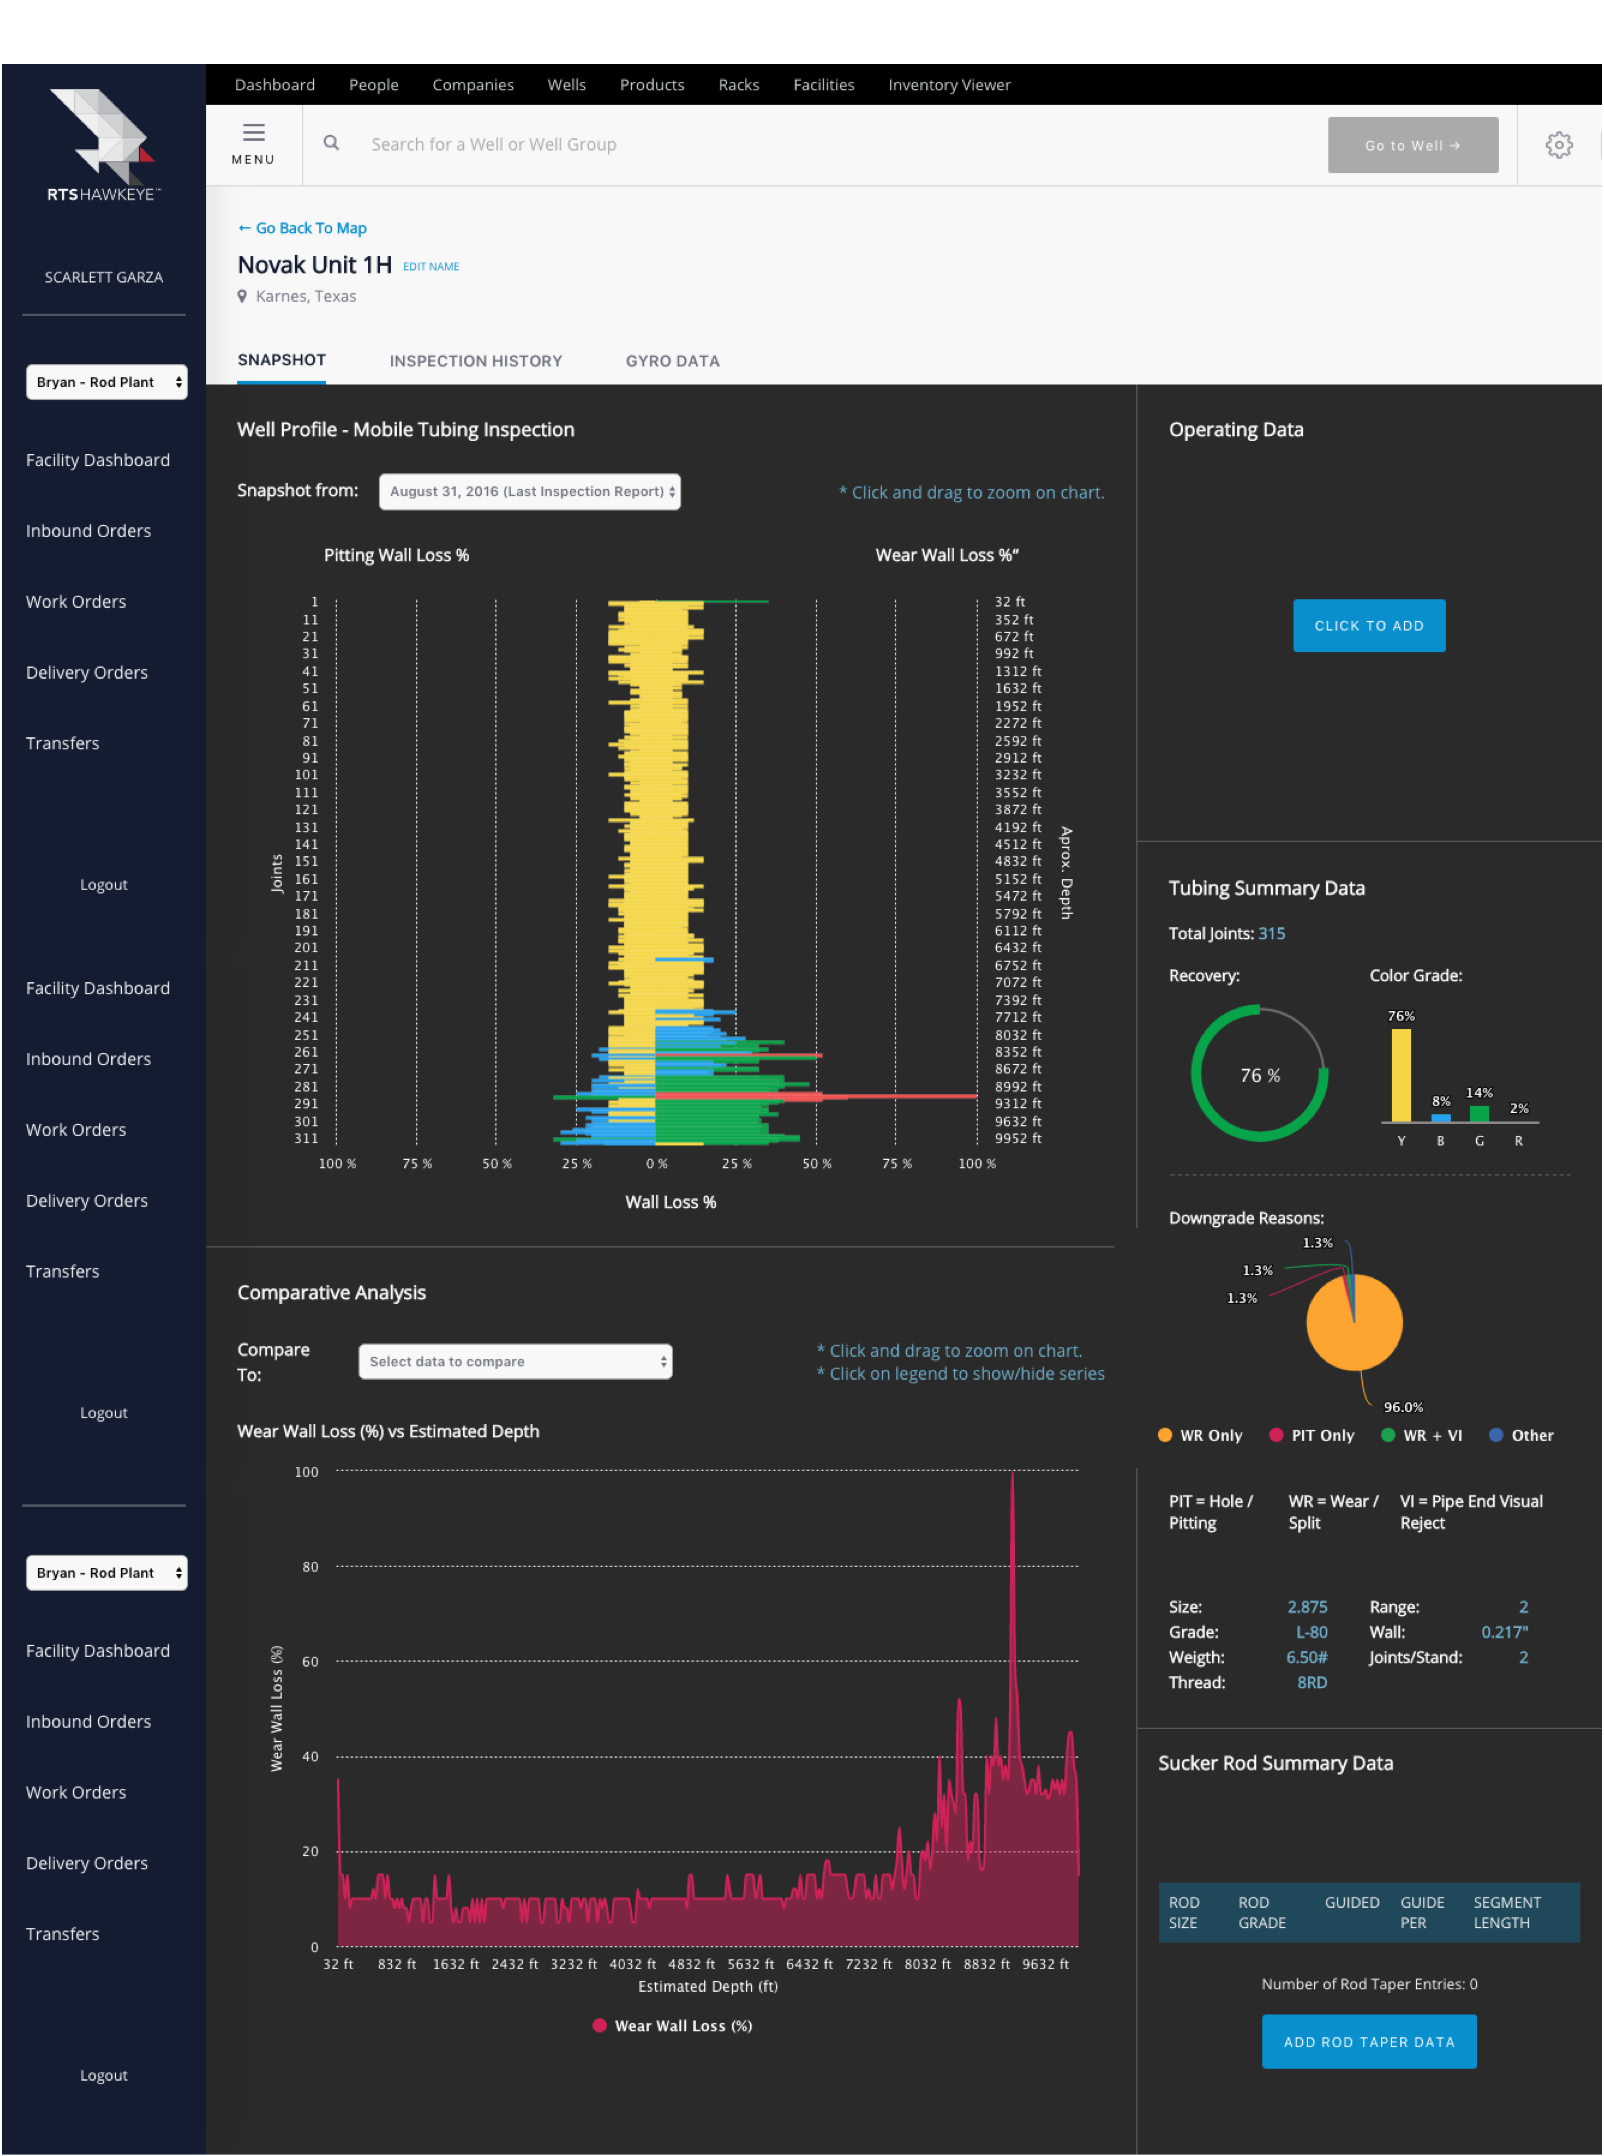 Dashboard People Companies Wells Products Racks Facilities Inventory Viewer
MENU
Search for a Well or Well Group
Go to Well →
RTSHAWKEYE™
SCARLETT GARZA
Bryan - Rod Plant
Facility Dashboard
Inbound Orders
Work Orders
Delivery Orders
Transfers
Logout
Facility Dashboard
Inbound Orders
Work Orders
Delivery Orders
Transfers
Logout
Bryan - Rod Plant
Facility Dashboard
Inbound Orders
Work Orders
Delivery Orders
Transfers
Logout
← Go Back To Map
Novak Unit 1H EDIT NAME
Karnes, Texas
SNAPSHOT INSPECTION HISTORY GYRO DATA
Well Profile - Mobile Tubing Inspection
Snapshot from: August 31, 2016 (Last Inspection Report)
* Click and drag to zoom on chart.
Pitting Wall Loss % Wear Wall Loss %“
1 32 ft
11 352 ft
21 672 ft
31 992 ft
41 1312 ft
51 1632 ft
61 1952 ft
71 2272 ft
81 2592 ft
91 2912 ft
101 3232 ft
111 3552 ft
121 3872 ft
131 4192 ft
141 4512 ft
151 4832 ft
161 5152 ft
171 5472 ft
181 5792 ft
191 6112 ft
201 6432 ft
211 6752 ft
221 7072 ft
231 7392 ft
241 7712 ft
251 8032 ft
261 8352 ft
271 8672 ft
281 8992 ft
291 9312 ft
301 9632 ft
311 9952 ft
Joints
Aprox. Depth
100 % 75 % 50 % 25 % 0 % 25 % 50 % 75 % 100 %
Wall Loss %
Comparative Analysis
Compare
To:
Select data to compare
* Click and drag to zoom on chart.
* Click on legend to show/hide series
Wear Wall Loss (%) vs Estimated Depth
100
80
60
40
20
0
Wear Wall Loss (%)
32 ft 832 ft 1632 ft 2432 ft 3232 ft 4032 ft 4832 ft 5632 ft 6432 ft 7232 ft 8032 ft 8832 ft 9632 ft
Estimated Depth (ft)
Wear Wall Loss (%)
Operating Data
CLICK TO ADD
Tubing Summary Data
Total Joints: 315
Recovery: Color Grade:
76 %
76% 8% 14% 2%
Y B G R
Downgrade Reasons:
1.3%
1.3%
1.3%
96.0%
WR Only PIT Only WR + VI Other
PIT = Hole / WR = Wear / VI = Pipe End Visual
Pitting Split Reject
Size: 2.875 Range: 2
Grade: L-80 Wall: 0.217"
Weigth: 6.50# Joints/Stand: 2
Thread: 8RD
Sucker Rod Summary Data
ROD ROD GUIDED GUIDE SEGMENT
SIZE GRADE PER LENGTH
Number of Rod Taper Entries: 0
ADD ROD TAPER DATA